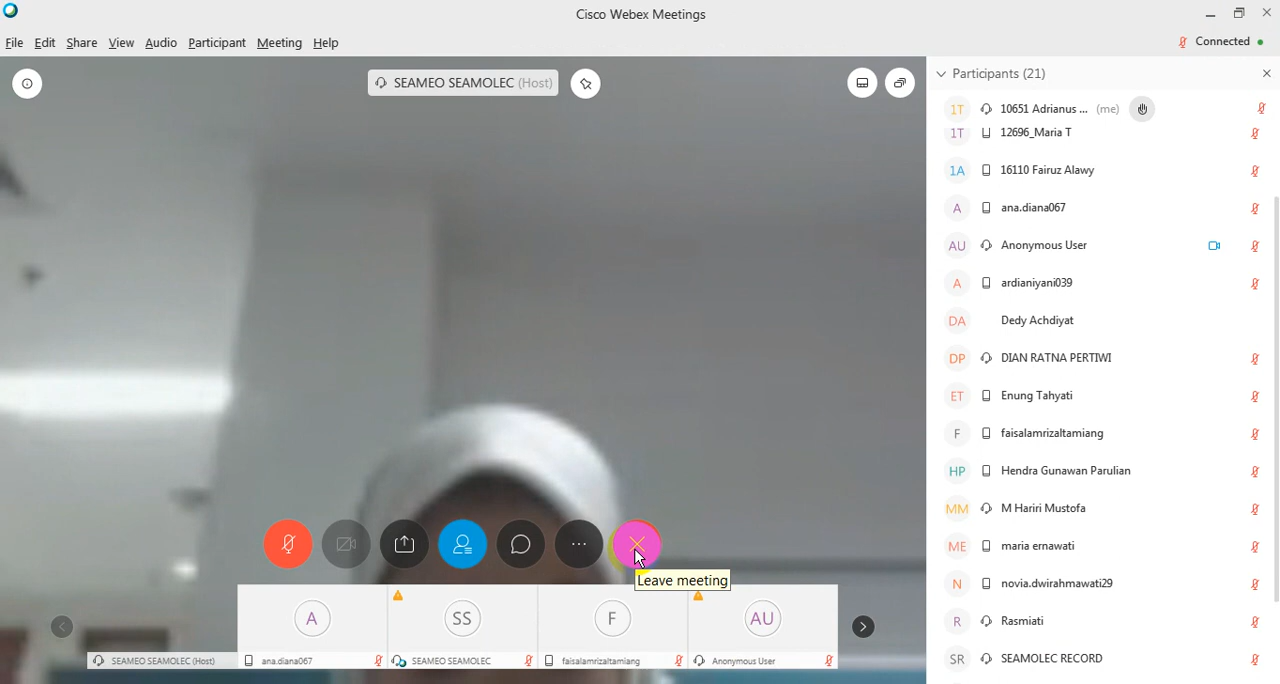 Cisco Webex Meetings
File Edit Share View Audio Participant Meeting Help
Connected
SEAMEO SEAMOLEC (Host)
Participants (21)
1T 10651 Adrianus ... (me)
1T 12696_Maria T
1A 16110 Fairuz Alawy
A ana.diana067
AU Anonymous User
A ardianiyani039
DA Dedy Achdiyat
DP DIAN RATNA PERTIWI
ET Enung Tahyati
F faisalamrizaltamiang
HP Hendra Gunawan Parulian
MM M Hariri Mustofa
ME maria ernawati
N novia.dwirahmawati29
R Rasmiati
SR SEAMOLEC RECORD
Leave meeting
A SS F AU
SEAMEO SEAMOLEC (Host) ana.diana067 SEAMEO SEAMOLEC faisalamrizaltamiang Anonymous User